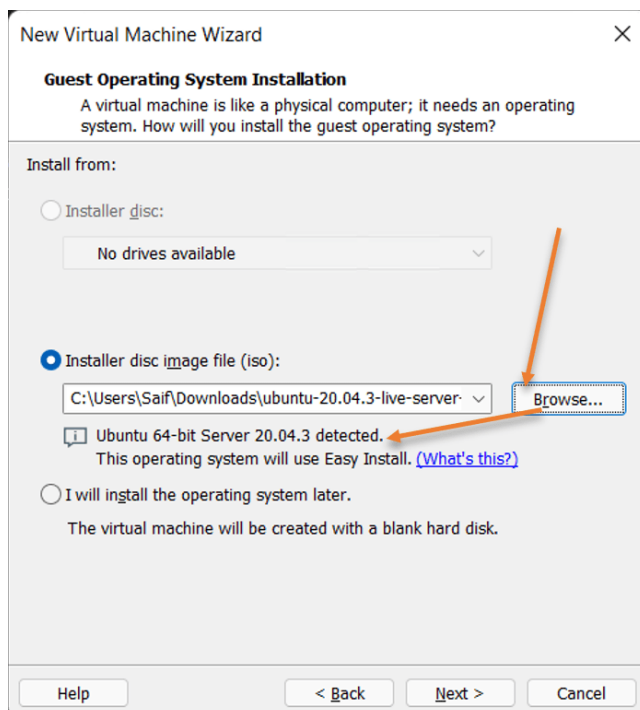 New Virtual Machine Wizard
Guest Operating System Installation
A virtual machine is like a physical computer; it needs an operating
system. How will you install the guest operating system?
Install from:
Installer disc:
No drives available
Installer disc image file (iso):
C:\Users\Saif\Downloads\ubuntu-20.04.3-live-server-
Browse...
Ubuntu 64-bit Server 20.04.3 detected.
This operating system will use Easy Install. (What's this?)
I will install the operating system later.
The virtual machine will be created with a blank hard disk.
Help
< Back
Next >
Cancel